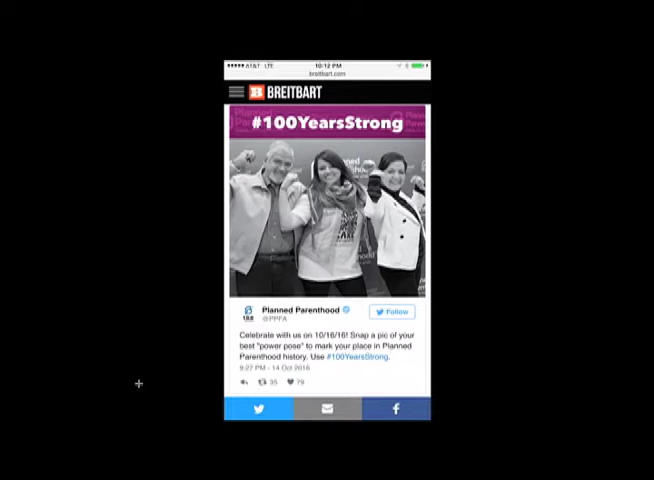 AT&T LTE 10:12 PM
breitbart.com
B BREITBART
#100YearsStrong
Planned Parenthood
Follow
@PPFA
Celebrate with us on 10/16/16! Snap a pic of your
best "power pose" to mark your place in Planned
Parenthood history. Use #100YearsStrong.
9:27 PM - 14 Oct 2016
35 79
f